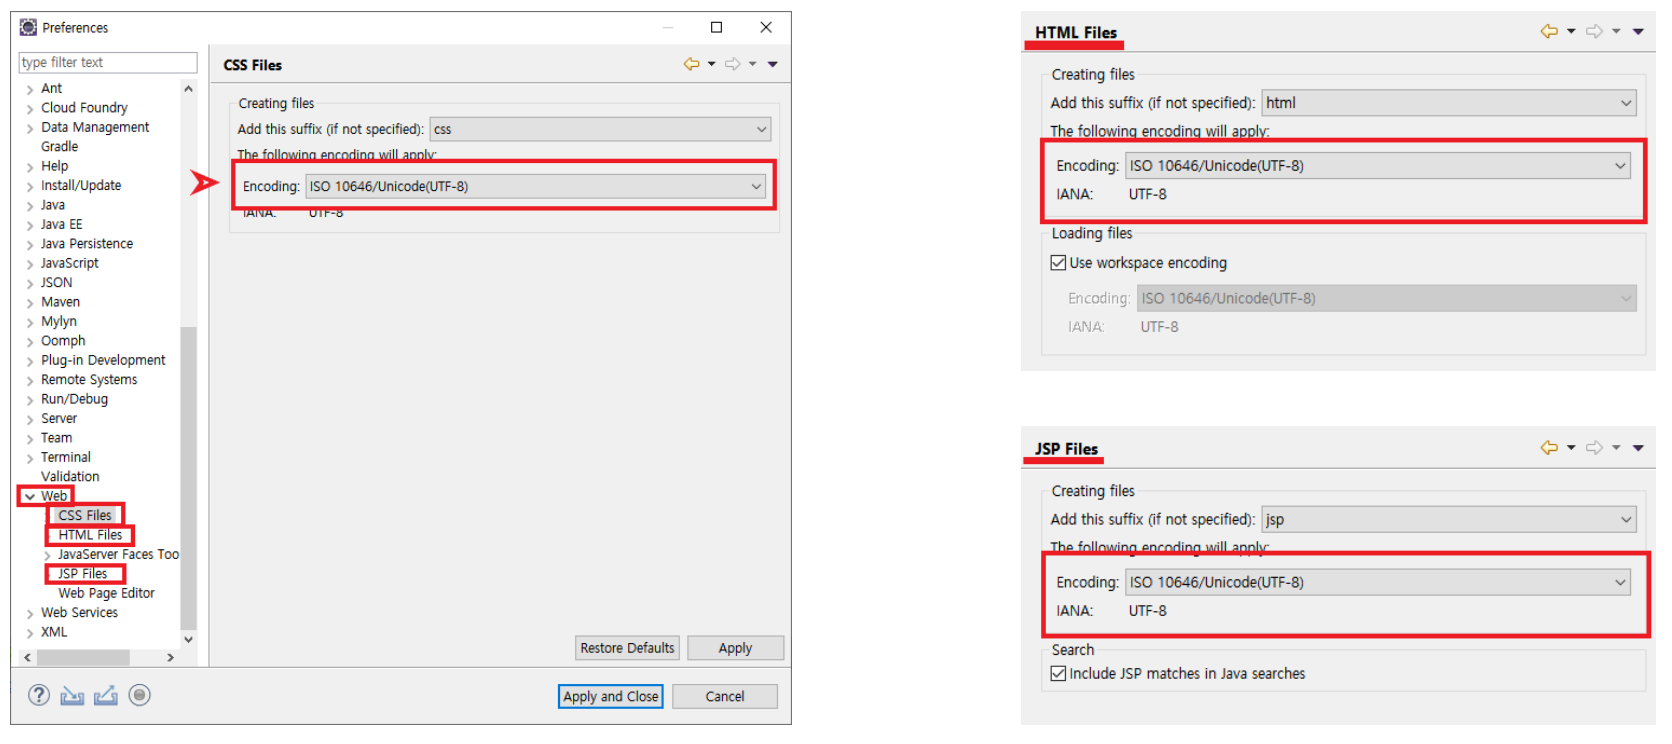 Preferences
type filter text
Ant
Cloud Foundry
Data Management
Gradle
Help
Install/Update
Java
Java EE
Java Persistence
JavaScript
JSON
Maven
Mylyn
Oomph
Plug-in Development
Remote Systems
Run/Debug
Server
Team
Terminal
Validation
Web
CSS Files
HTML Files
JavaServer Faces Too
JSP Files
Web Page Editor
Web Services
XML
CSS Files
Creating files
Add this suffix (if not specified): css
The following encoding will apply:
Encoding: ISO 10646/Unicode(UTF-8)
IANA: UTF-8
Restore Defaults Apply
Apply and Close Cancel
HTML Files
Creating files
Add this suffix (if not specified): html
The following encoding will apply:
Encoding: ISO 10646/Unicode(UTF-8)
IANA: UTF-8
Loading files
Use workspace encoding
Encoding: ISO 10646/Unicode(UTF-8)
IANA: UTF-8
JSP Files
Creating files
Add this suffix (if not specified): jsp
The following encoding will apply:
Encoding: ISO 10646/Unicode(UTF-8)
IANA: UTF-8
Search
Include JSP matches in Java searches